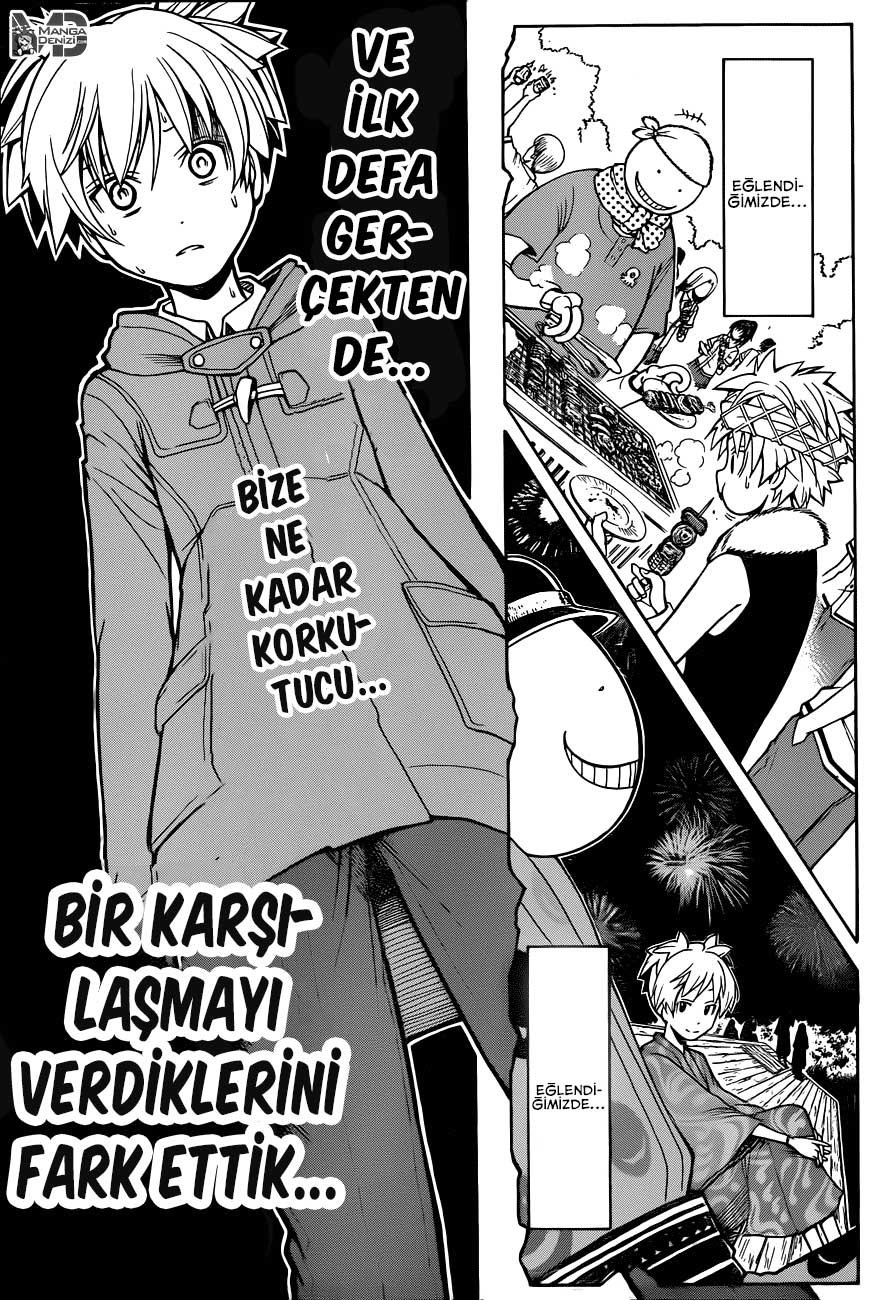 EĞLENDİ-
ĞİMİZDE...
EĞLENDİ-
ĞİMİZDE...
VE
İLK
DEFA
GER-
ÇEKTEN
DE...
BİZE
NE
KADAR
KORKU-
TUCU...
BİR KARŞI-
LAŞMAYI
VERDİKLERİNİ
FARK ETTİK...
MANGA
DENİZİ